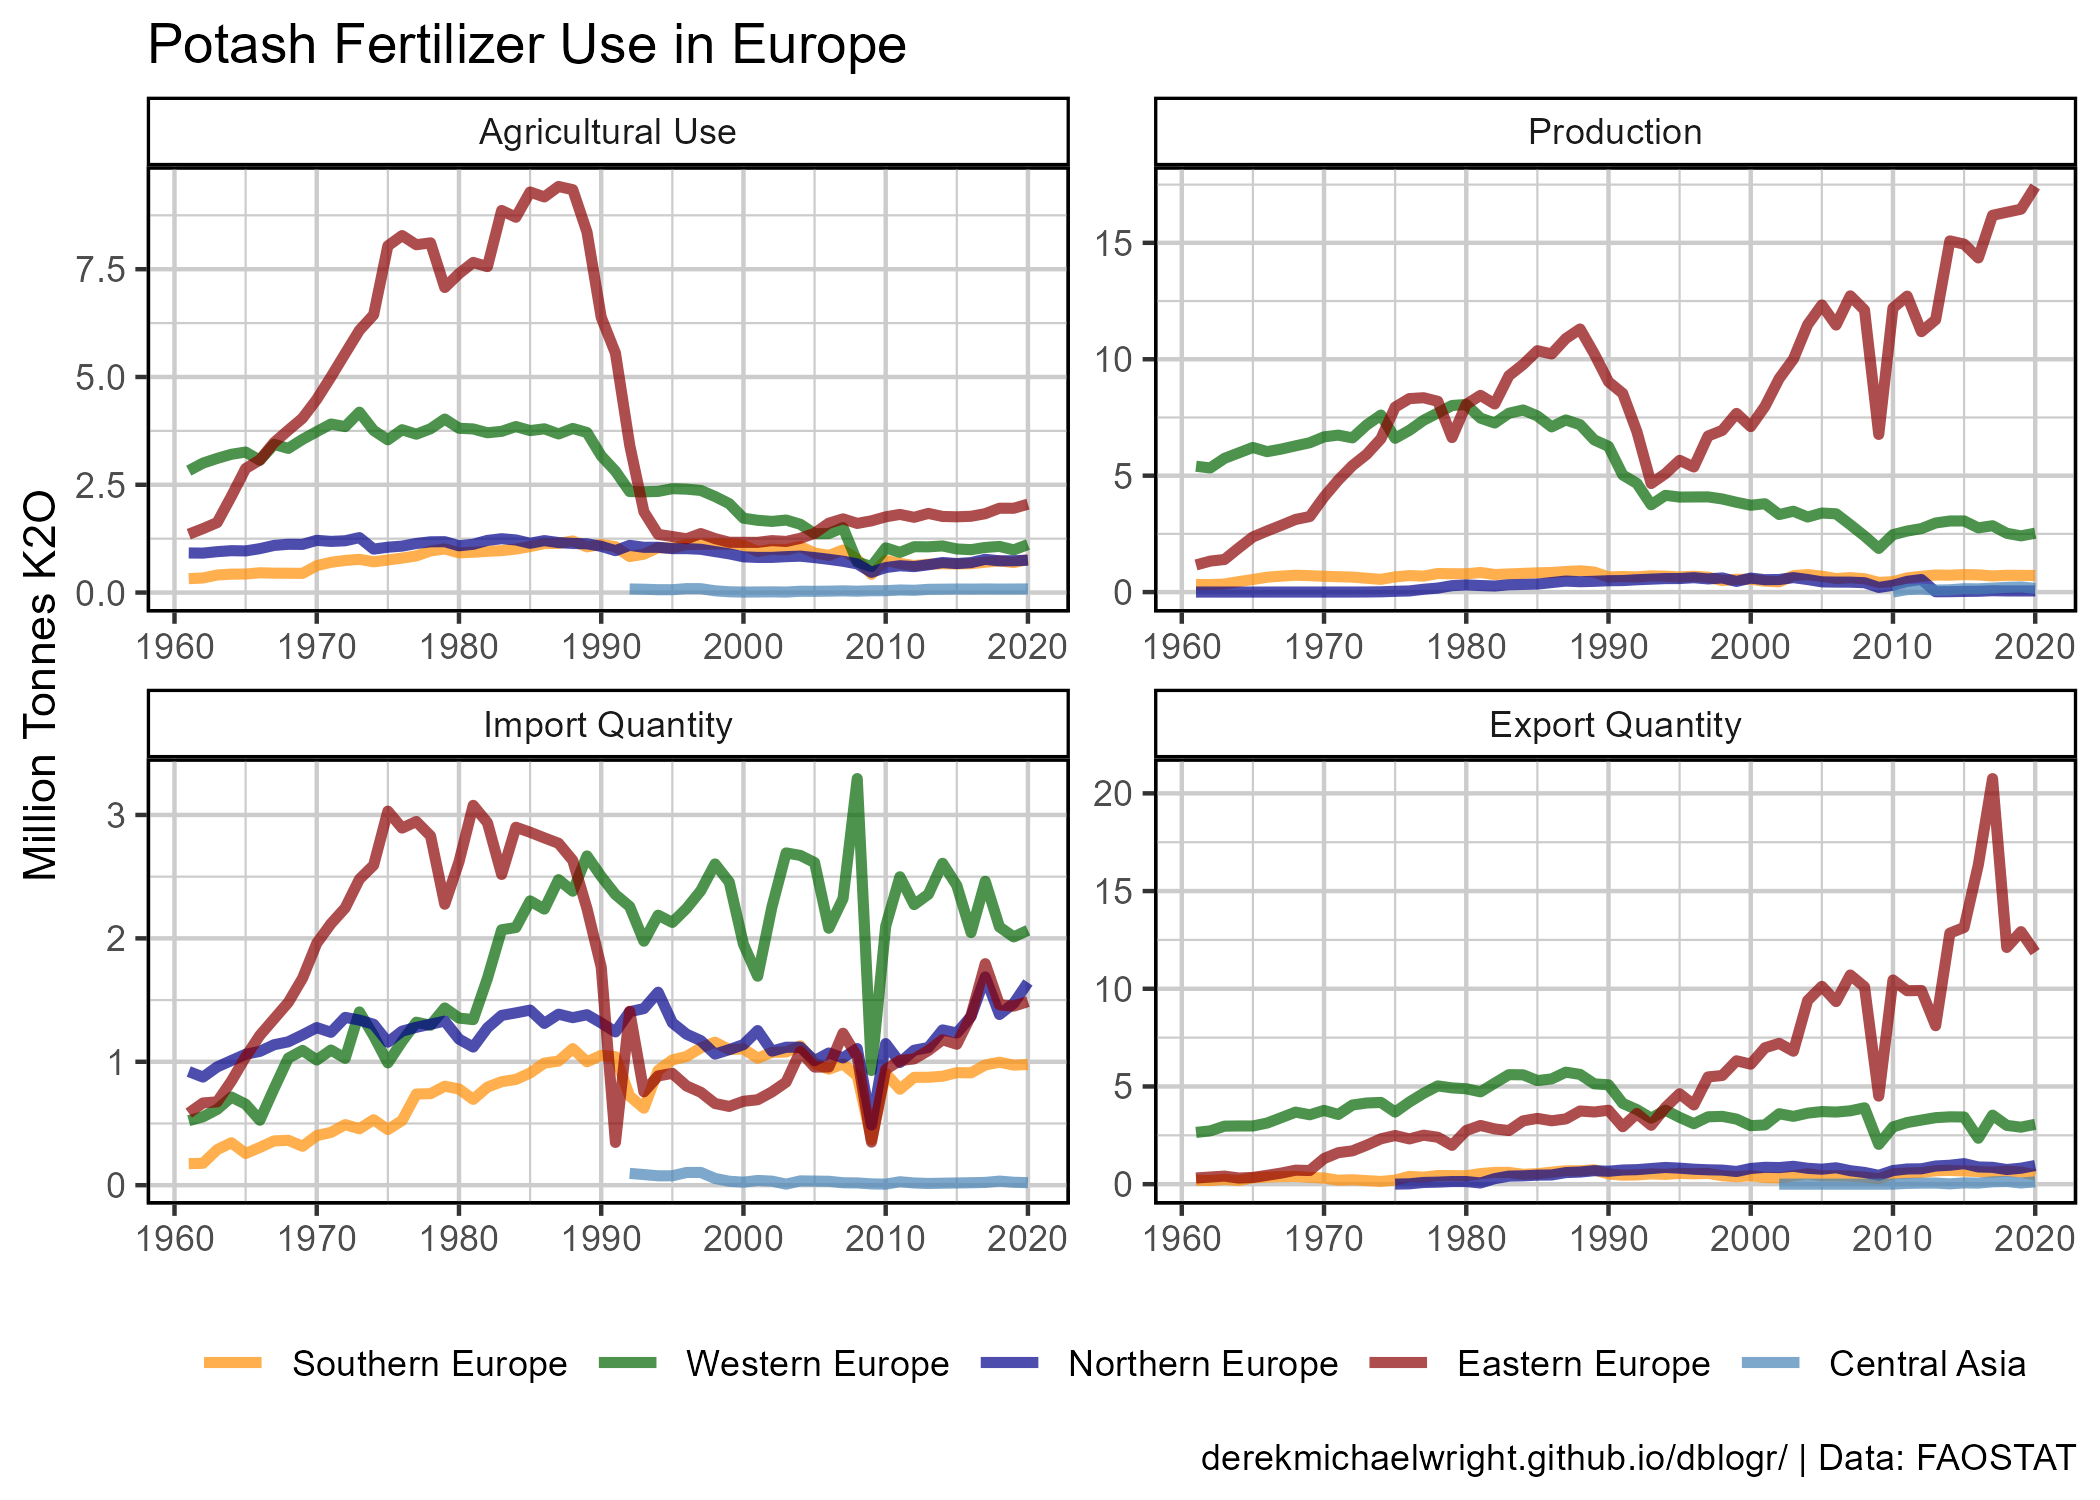 Potash Fertilizer Use in Europe
Agricultural Use
Production
Million Tonnes K2O
7.5
5.0
2.5
0.0
1960 1970 1980 1990 2000 2010 2020
15
10
5
0
1960 1970 1980 1990 2000 2010 2020
Import Quantity
Export Quantity
3
2
1
0
1960 1970 1980 1990 2000 2010 2020
20
15
10
5
0
1960 1970 1980 1990 2000 2010 2020
Southern Europe Western Europe Northern Europe Eastern Europe Central Asia
derekmichaelwright.github.io/dblogr/ | Data: FAOSTAT